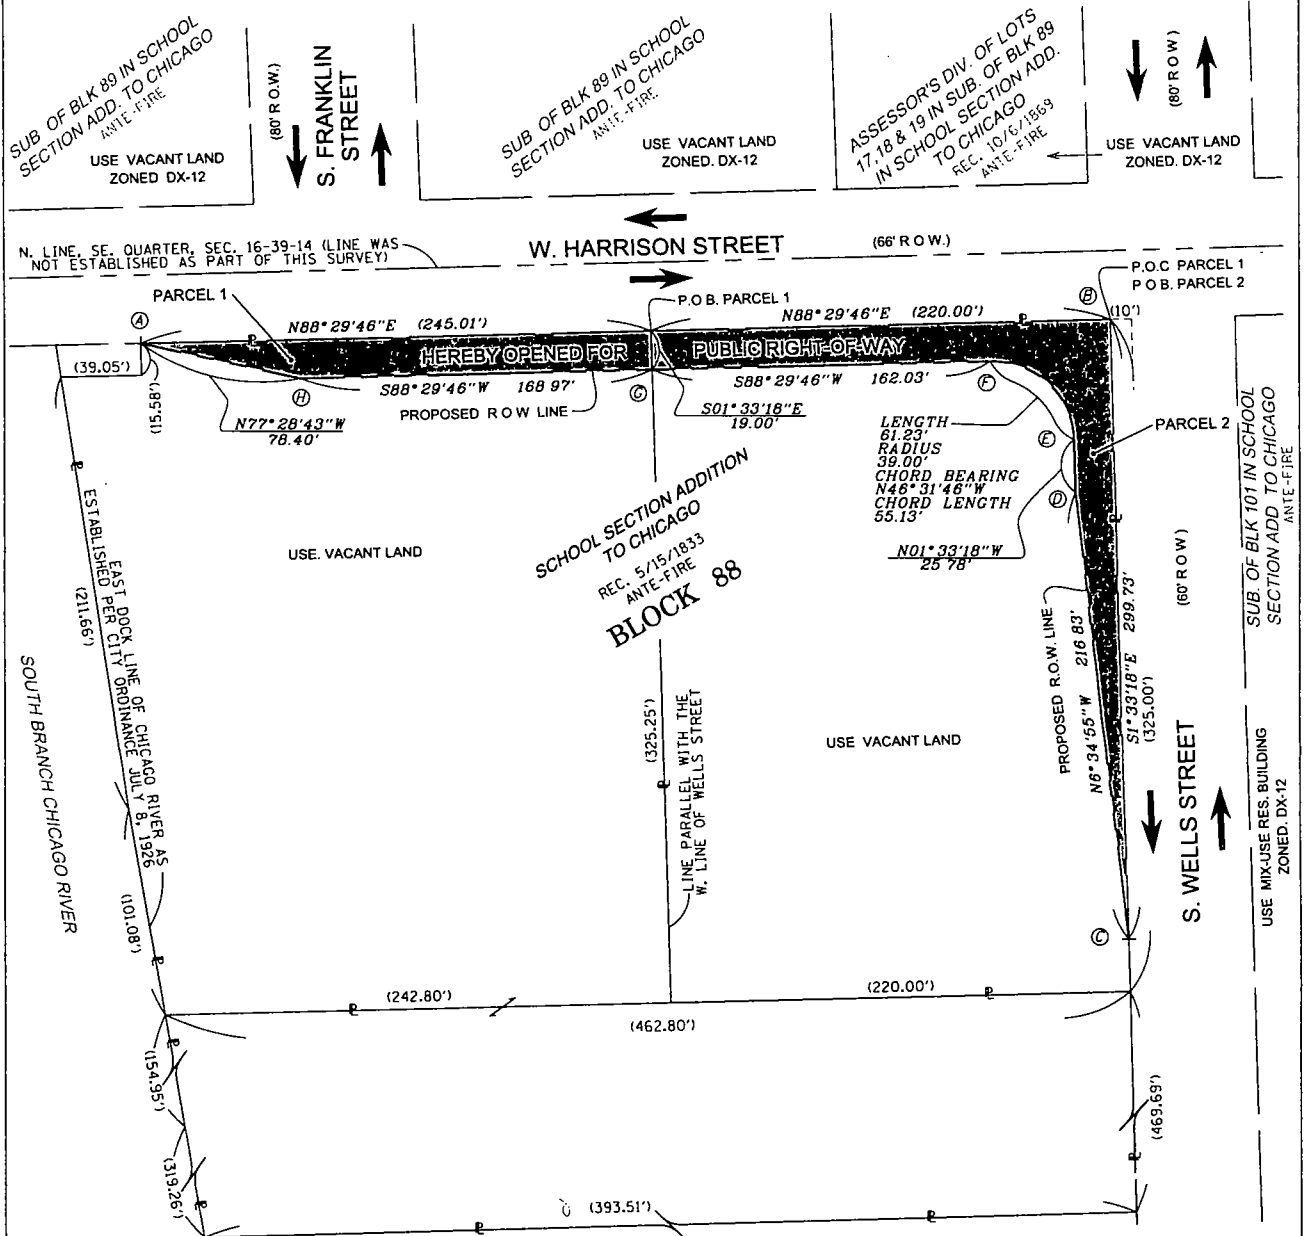 SUB. OF BLK 89 IN SCHOOL
SECTION ADD. TO CHICAGO
ANTE-FIRE
USE VACANT LAND
ZONED DX-12
(80' R.O.W.)
S. FRANKLIN
STREET
SUB. OF BLK 89 IN SCHOOL
SECTION ADD. TO CHICAGO
ANTE-FIRE
USE VACANT LAND
ZONED. DX-12
ASSESSOR'S DIV. OF LOTS
17,18 & 19 IN SUB. OF BLK 89
IN SCHOOL SECTION ADD.
TO CHICAGO
REC. 10/6/1869
ANTE-FIRE
(80' ROW)
USE VACANT LAND
ZONED. DX-12
N. LINE, SE. QUARTER, SEC. 16-39-14 (LINE WAS
NOT ESTABLISHED AS PART OF THIS SURVEY)
W. HARRISON STREET
(66' R O W.)
PARCEL 1
P.O B. PARCEL 1
P.O.C PARCEL 1
P O B. PARCEL 2
A
B
N88°29'46"E (245.01')
N88°29'46"E (220.00')
(10')
HEREBY OPENED FOR
PUBLIC RIGHT-OF-WAY
(39.05')
(15.58')
H
S88°29'46"W 168 97'
G
S88°29'46"W 162.03'
F
PROPOSED R O W LINE
N77°28'43"W
78.40'
S01°33'18"E
19.00'
LENGTH
61.23'
RADIUS
39.00'
CHORD BEARING
N46°31'46"W
CHORD LENGTH
55.13'
E
D
N01°33'18"W
25 78'
PARCEL 2
SCHOOL SECTION ADDITION
TO CHICAGO
REC. 5/15/1833
ANTE-FIRE
BLOCK 88
USE. VACANT LAND
USE VACANT LAND
EAST DOCK LINE OF CHICAGO RIVER AS
ESTABLISHED PER CITY ORDINANCE JULY 8, 1926
(211.66')
(101.08')
SOUTH BRANCH CHICAGO RIVER
(325.25')
LINE PARALLEL WITH THE
W. LINE OF WELLS STREET
PROPOSED R.O.W. LINE
N6°34'55"W 216 83'
S1°33'18"E 299.73'
(325.00')
(60' ROW)
S. WELLS STREET
SUB. OF BLK 101 IN SCHOOL
SECTION ADD TO CHICAGO
ANTE-FIRE
USE MIX-USE RES. BUILDING
ZONED. DX-12
C
(242.80')
(220.00')
(462.80')
(154.95')
(319.26')
(469.69')
(393.51')